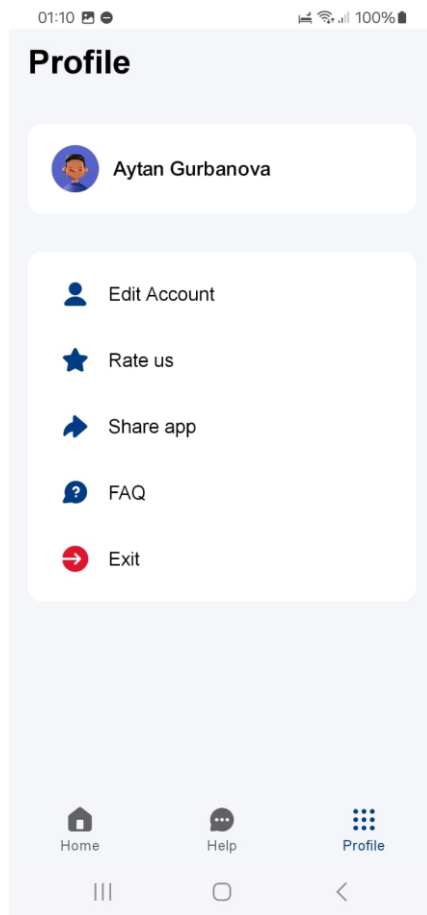 01:10 100%
Profile
Aytan Gurbanova
Edit Account
Rate us
Share app
FAQ
Exit
Home Help Profile